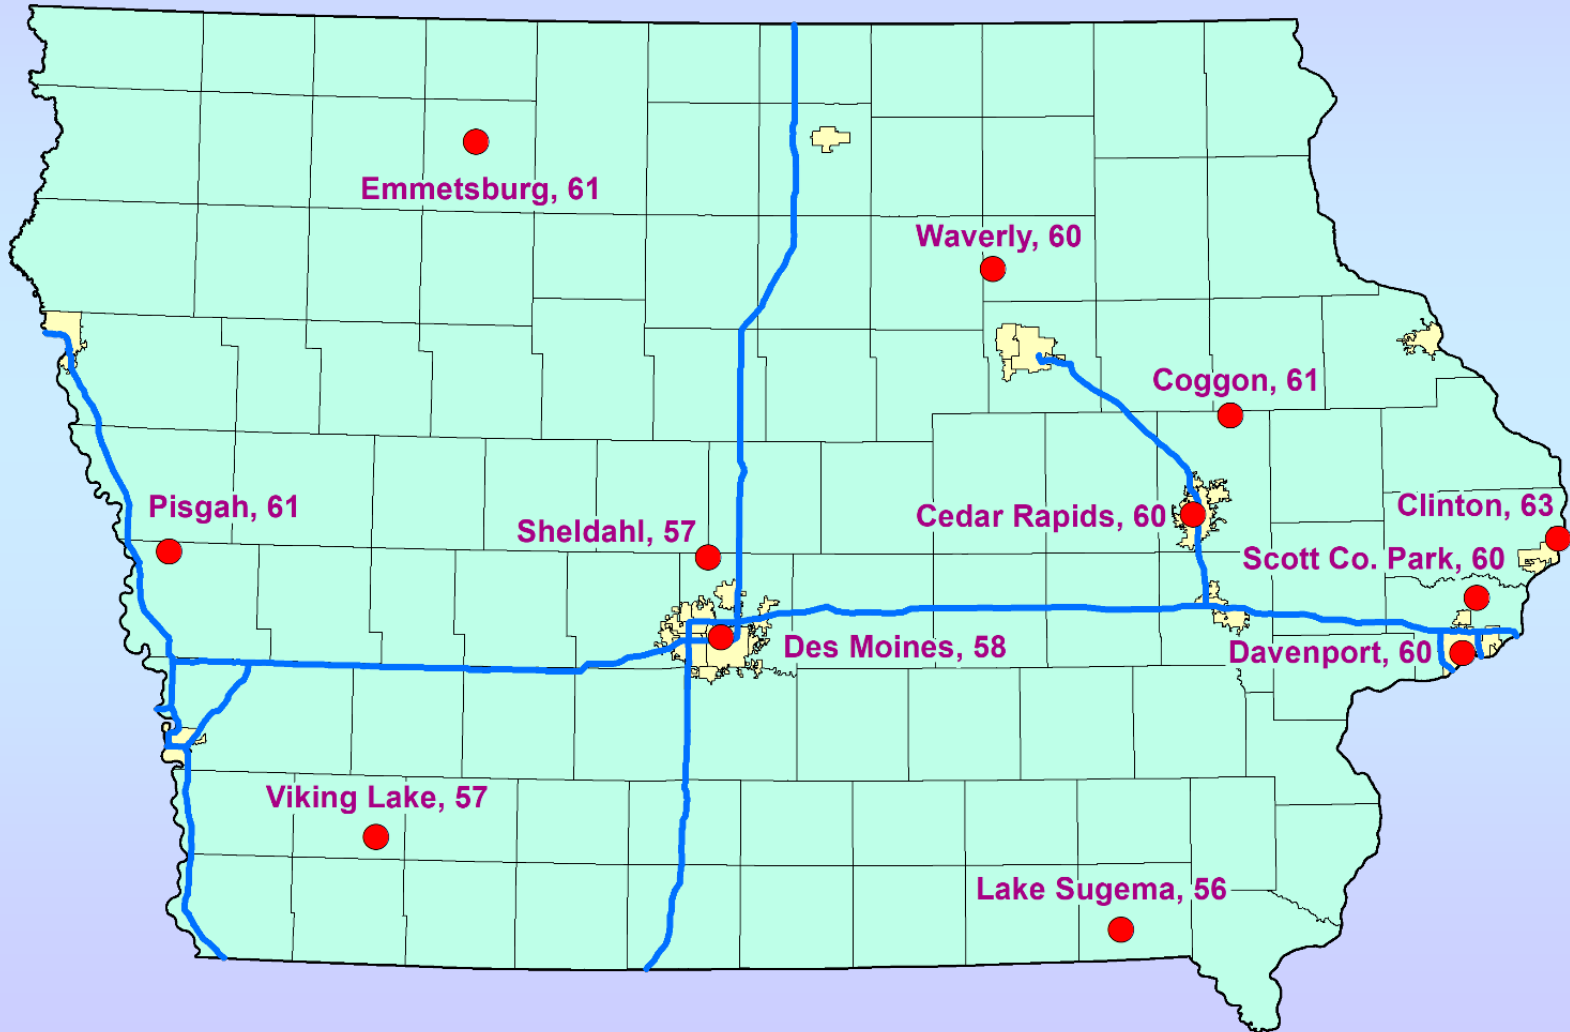 Emmetsburg, 61
Waverly, 60
Coggon, 61
Pisgah, 61
Clinton, 63
Cedar Rapids, 60
Sheldahl, 57
Scott Co. Park, 60
Des Moines, 58
Davenport, 60
Viking Lake, 57
Lake Sugema, 56